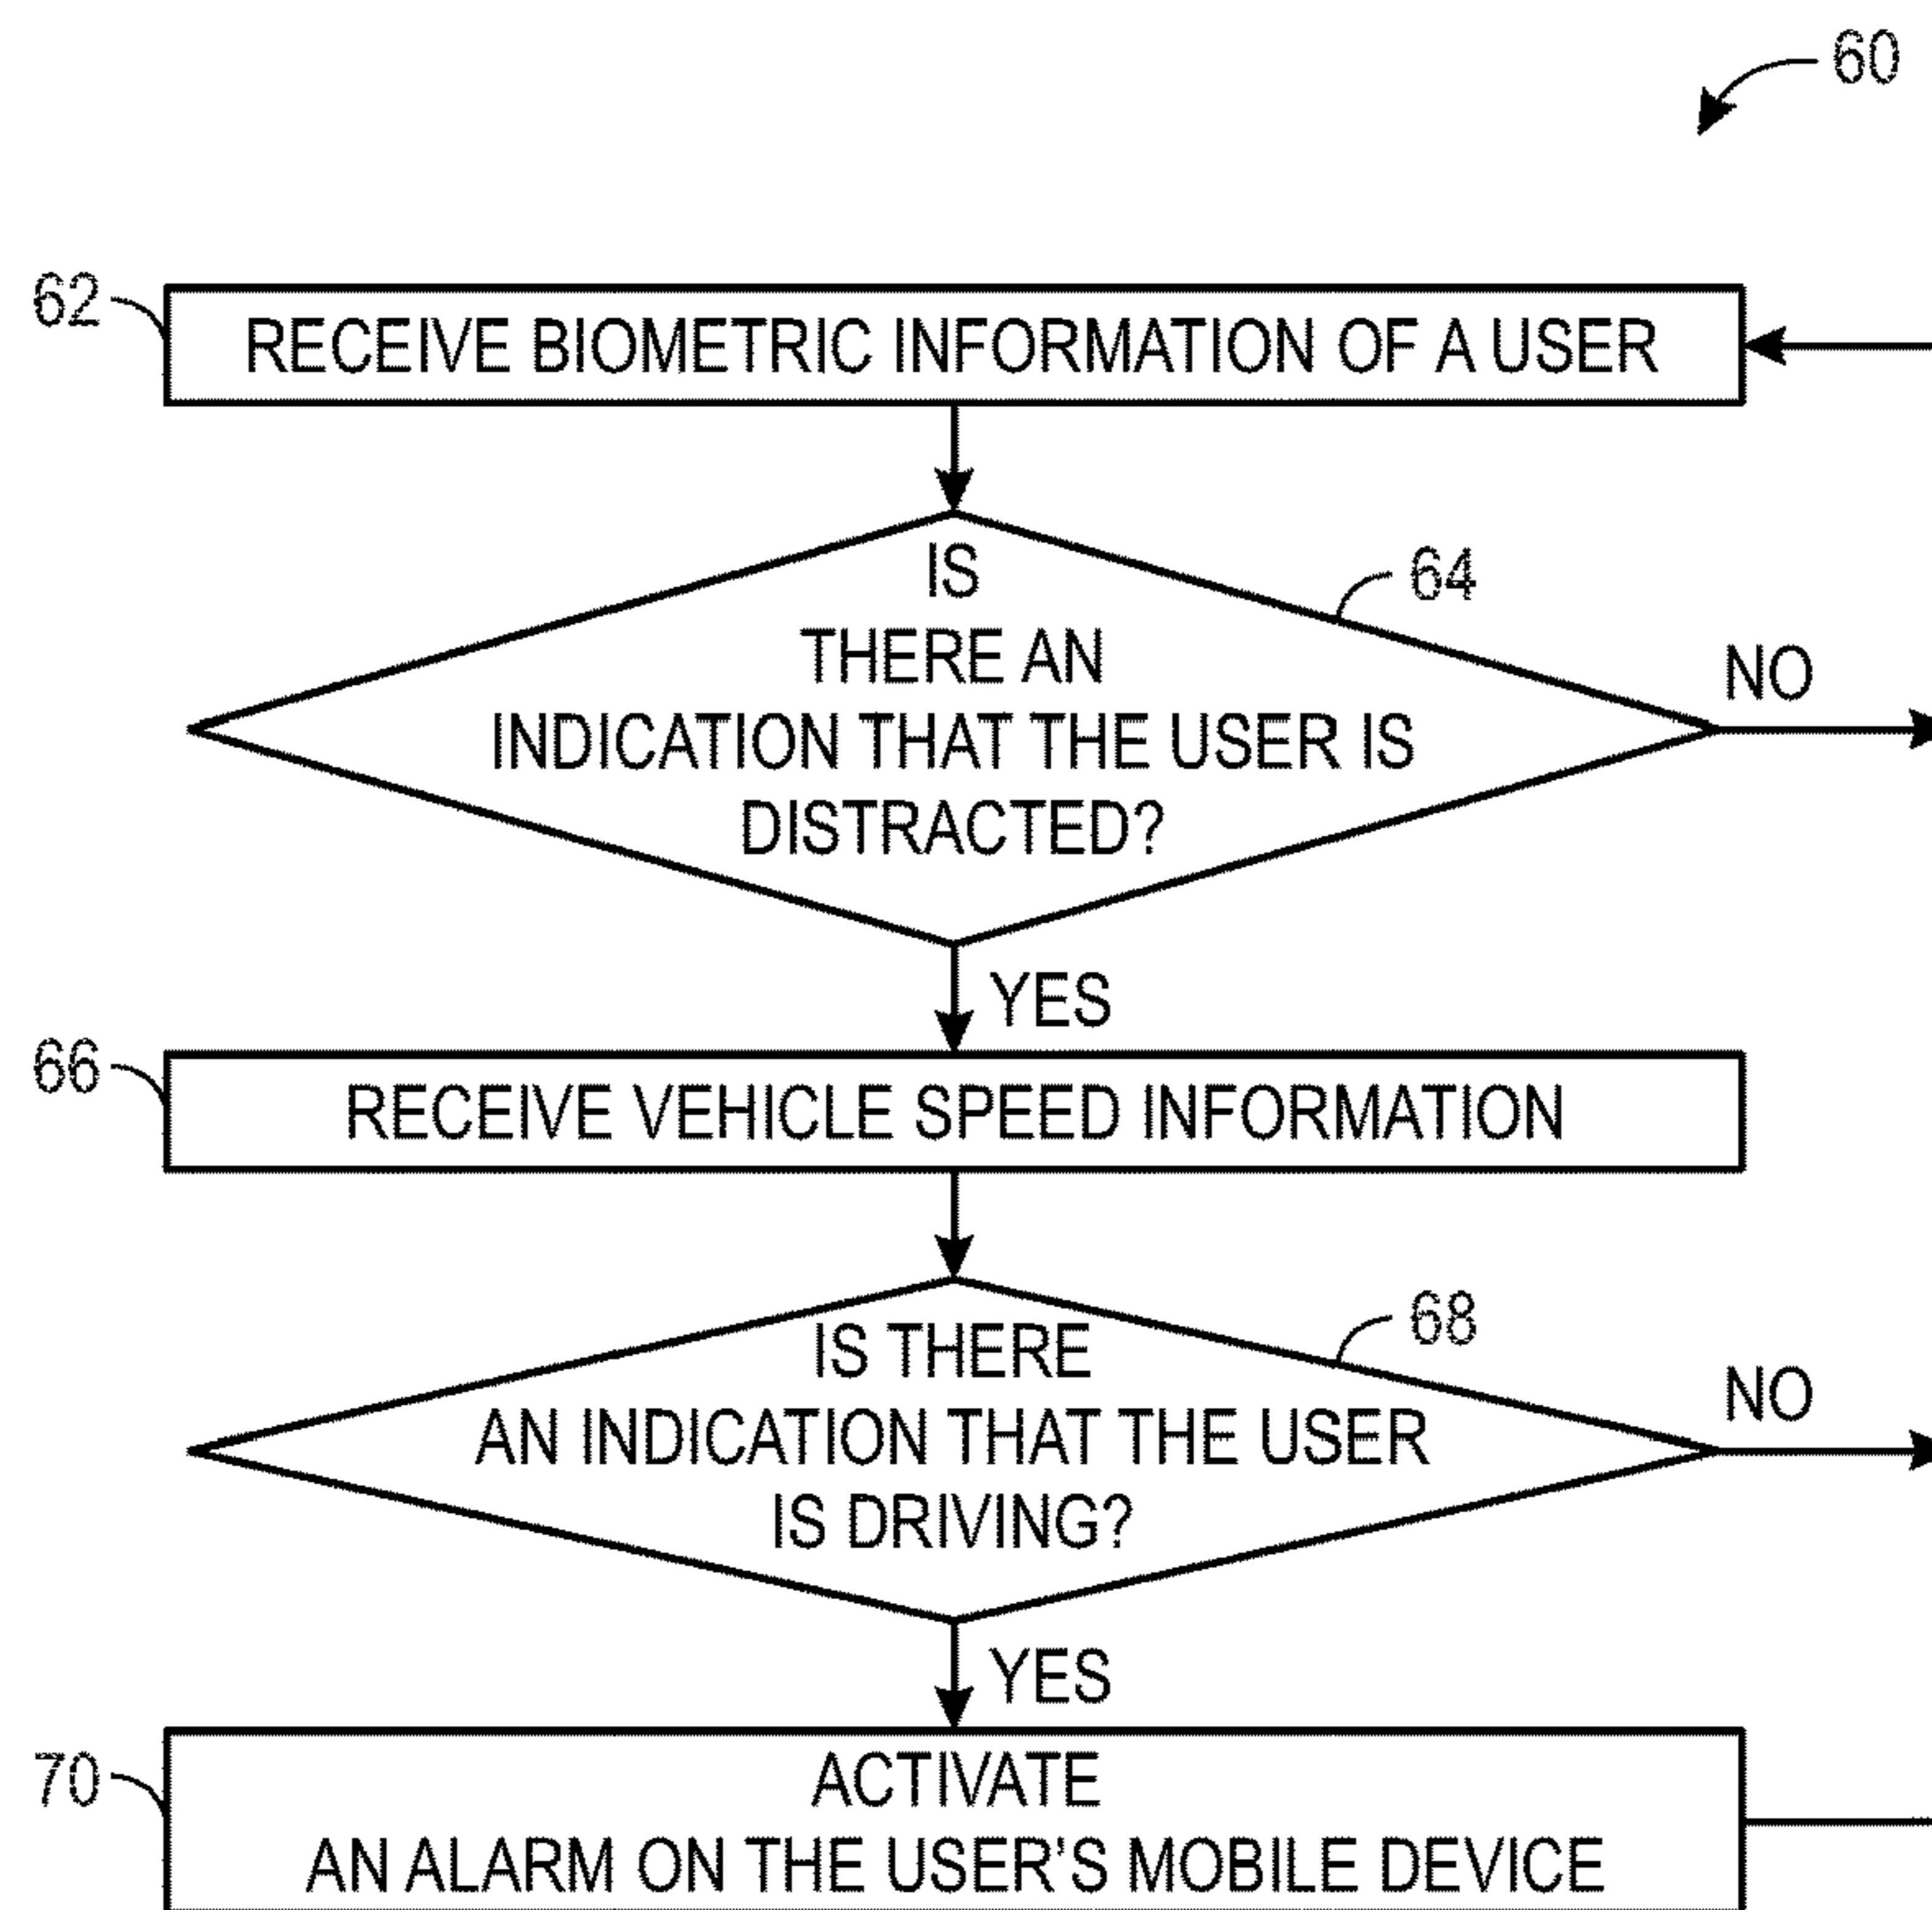 60
62
RECEIVE BIOMETRIC INFORMATION OF A USER
IS
64
THERE AN
NO
INDICATION THAT THE USER IS
DISTRACTED?
YES
66
RECEIVE VEHICLE SPEED INFORMATION
68
IS THERE
NO
AN INDICATION THAT THE USER
IS DRIVING?
YES
70
ACTIVATE
AN ALARM ON THE USER'S MOBILE DEVICE